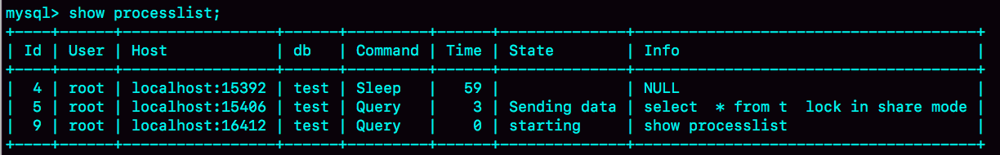 mysql> show processlist;
+----+------+-----------------+------+---------+------+--------------+-------------------------------------+
| Id | User | Host            | db   | Command | Time | State        | Info                                |
+----+------+-----------------+------+---------+------+--------------+-------------------------------------+
|  4 | root | localhost:15392 | test | Sleep   |   59 |              | NULL                                |
|  5 | root | localhost:15406 | test | Query   |    3 | Sending data | select  * from t  lock in share mode |
|  9 | root | localhost:16412 | test | Query   |    0 | starting     | show processlist                    |
+----+------+-----------------+------+---------+------+--------------+-------------------------------------+